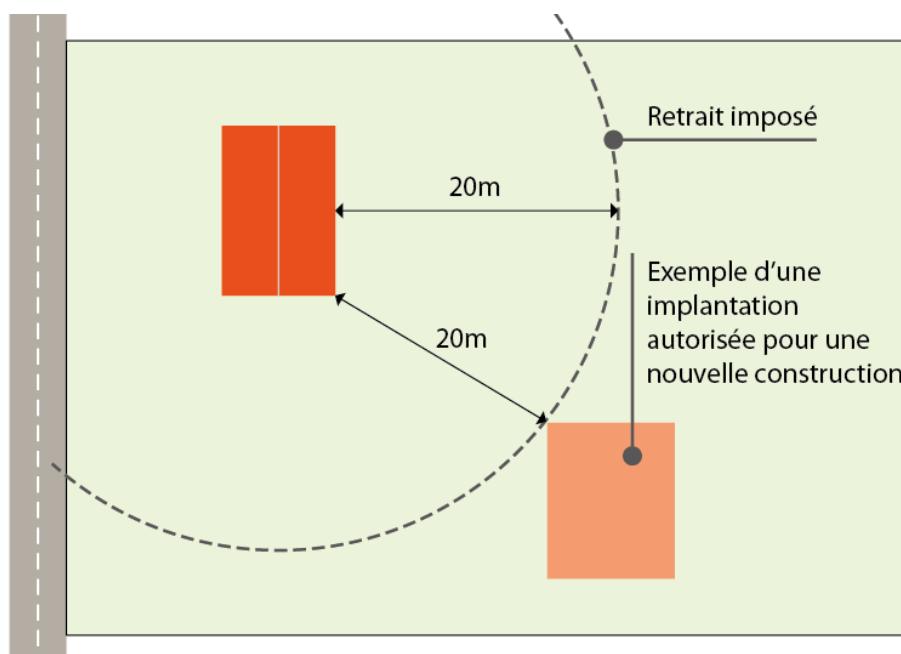 Retrait imposé
20m
Exemple d’une
implantation
autorisée pour une
nouvelle construction
20m